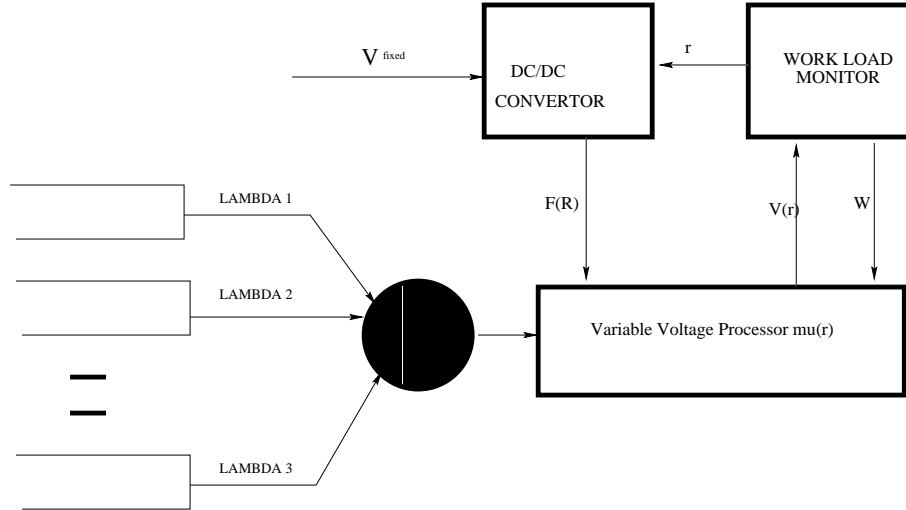 V fixed
DC/DC
CONVERTOR
r
WORK LOAD
MONITOR
F(R)
V(r)
W
LAMBDA 1
LAMBDA 2
LAMBDA 3
Variable Voltage Processor mu(r)